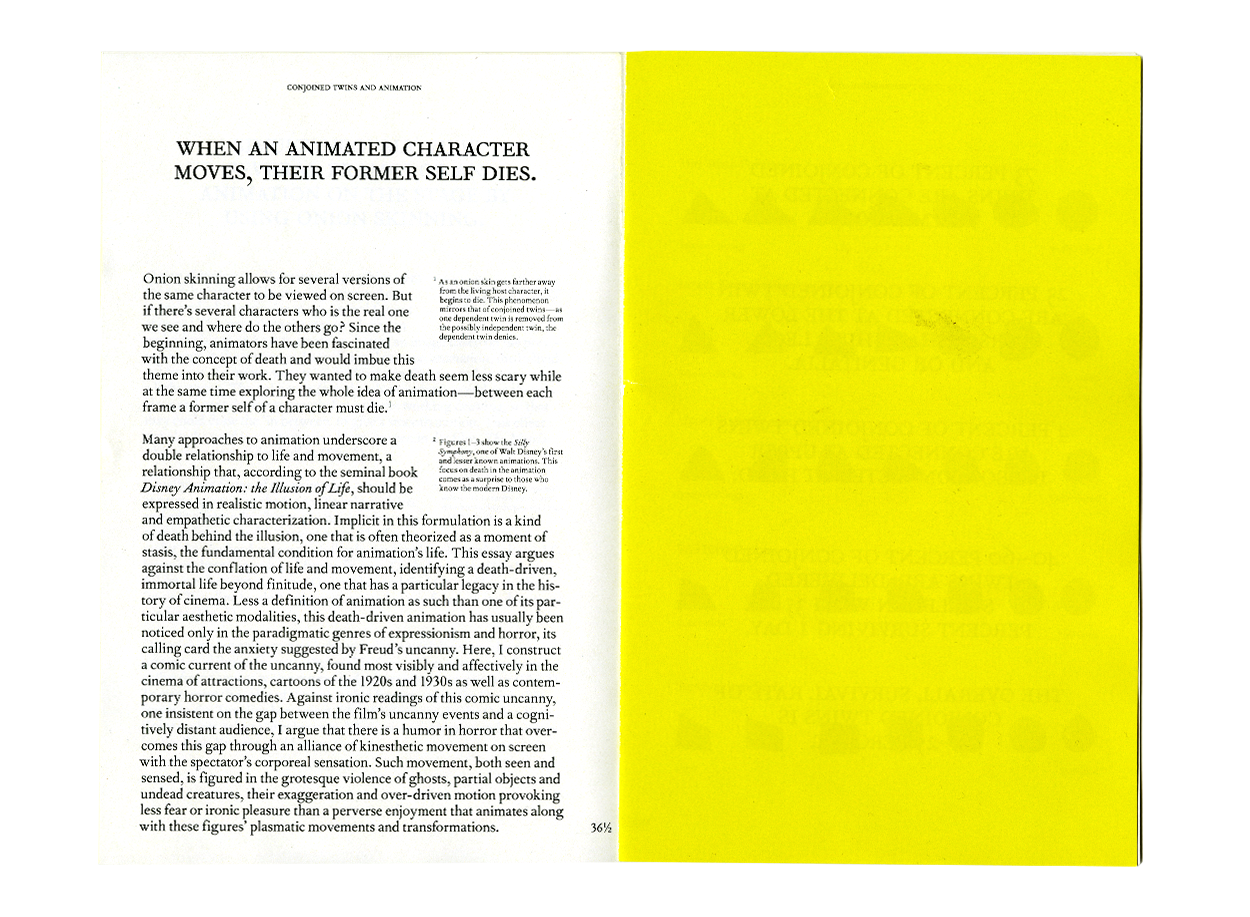 CONJOINED TWINS AND ANIMATION
WHEN AN ANIMATED CHARACTER
MOVES, THEIR FORMER SELF DIES.
Onion skinning allows for several versions of
the same character to be viewed on screen. But
if there's several characters who is the real one
we see and where do the others go? Since the
beginning, animators have been fascinated
with the concept of death and would imbue this
theme into their work. They wanted to make death seem less scary while
at the same time exploring the whole idea of animation—between each
frame a former self of a character must die.¹
¹ As an onion skin gets farther away
from the living host character, it
begins to die. This phenomenon
mirrors that of conjoined twins—as
one dependent twin is removed from
the possibly independent twin, the
dependent twin denies.
Many approaches to animation underscore a
double relationship to life and movement, a
relationship that, according to the seminal book
Disney Animation: the Illusion of Life, should be
expressed in realistic motion, linear narrative
and empathetic characterization. Implicit in this formulation is a kind
of death behind the illusion, one that is often theorized as a moment of
stasis, the fundamental condition for animation's life. This essay argues
against the conflation of life and movement, identifying a death-driven,
immortal life beyond finitude, one that has a particular legacy in the his-
tory of cinema. Less a definition of animation as such than one of its par-
ticular aesthetic modalities, this death-driven animation has usually been
noticed only in the paradigmatic genres of expressionism and horror, its
calling card the anxiety suggested by Freud's uncanny. Here, I construct
a comic current of the uncanny, found most visibly and affectively in the
cinema of attractions, cartoons of the 1920s and 1930s as well as contem-
porary horror comedies. Against ironic readings of this comic uncanny,
one insistent on the gap between the film's uncanny events and a cogni-
tively distant audience, I argue that there is a humor in horror that over-
comes this gap through an alliance of kinesthetic movement on screen
with the spectator's corporeal sensation. Such movement, both seen and
sensed, is figured in the grotesque violence of ghosts, partial objects and
undead creatures, their exaggeration and over-driven motion provoking
less fear or ironic pleasure than a perverse enjoyment that animates along
with these figures' plasmatic movements and transformations.
² Figures 1–3 show the Silly
Symphony, one of Walt Disney's first
and lesser known animations. This
focus on death in the animation
comes as a surprise to those who
know the modern Disney.
36½